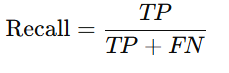 Recall = TP / (TP + FN)